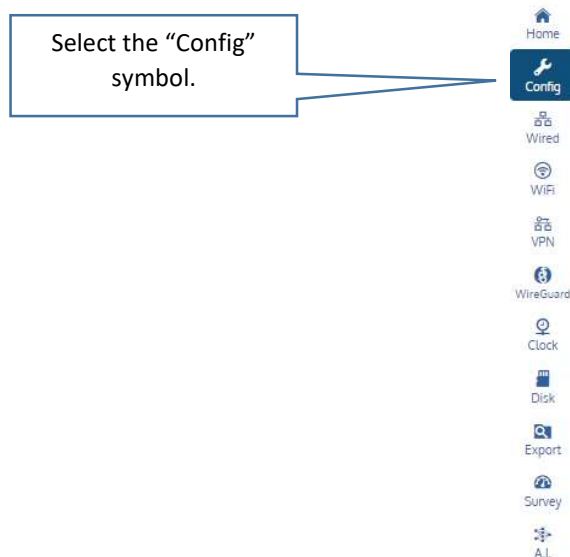 Select the “Config”
symbol.
Home
Config
Wired
WiFi
VPN
WireGuard
Clock
Disk
Export
Survey
A.I.